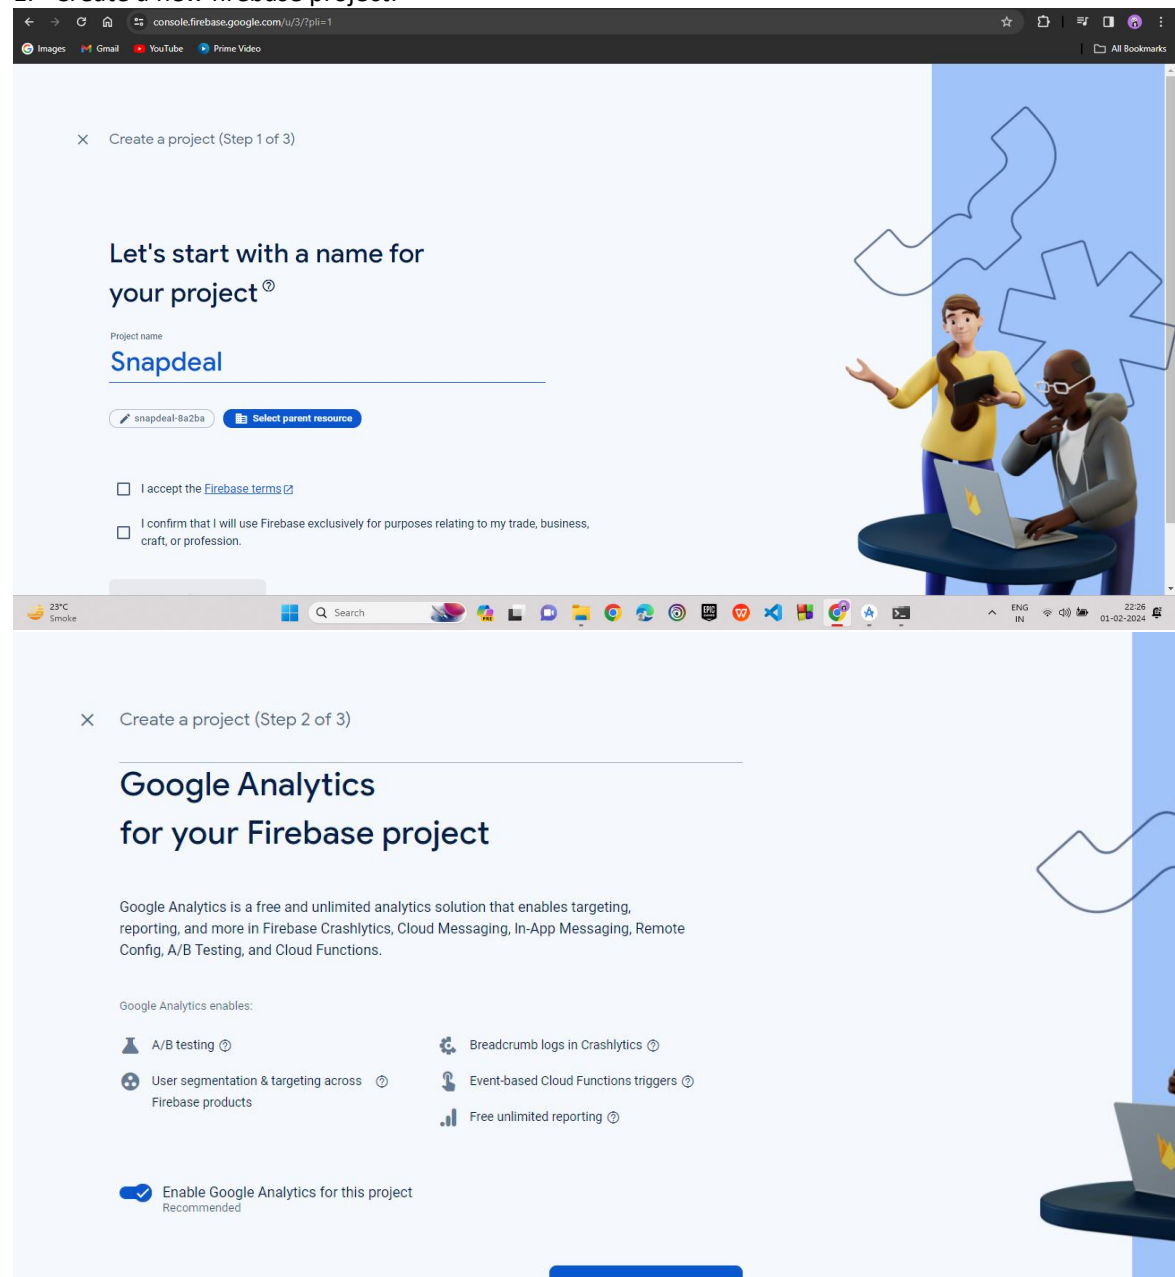 Create a new firebase project.
console.firebase.google.com/u/3/?pli=1
Images Gmail YouTube Prime Video All Bookmarks
Create a project (Step 1 of 3)
Let's start with a name for
your project
Project name
Snapdeal
snapdeal-8a2ba Select parent resource
I accept the Firebase terms
I confirm that I will use Firebase exclusively for purposes relating to my trade, business,
craft, or profession.
23°C
Smoke
Search
PRE
EPIC
ENG
IN
22:26
01-02-2024
Create a project (Step 2 of 3)
Google Analytics
for your Firebase project
Google Analytics is a free and unlimited analytics solution that enables targeting,
reporting, and more in Firebase Crashlytics, Cloud Messaging, In-App Messaging, Remote
Config, A/B Testing, and Cloud Functions.
Google Analytics enables:
A/B testing
Breadcrumb logs in Crashlytics
User segmentation & targeting across
Firebase products
Event-based Cloud Functions triggers
Free unlimited reporting
Enable Google Analytics for this project
Recommended